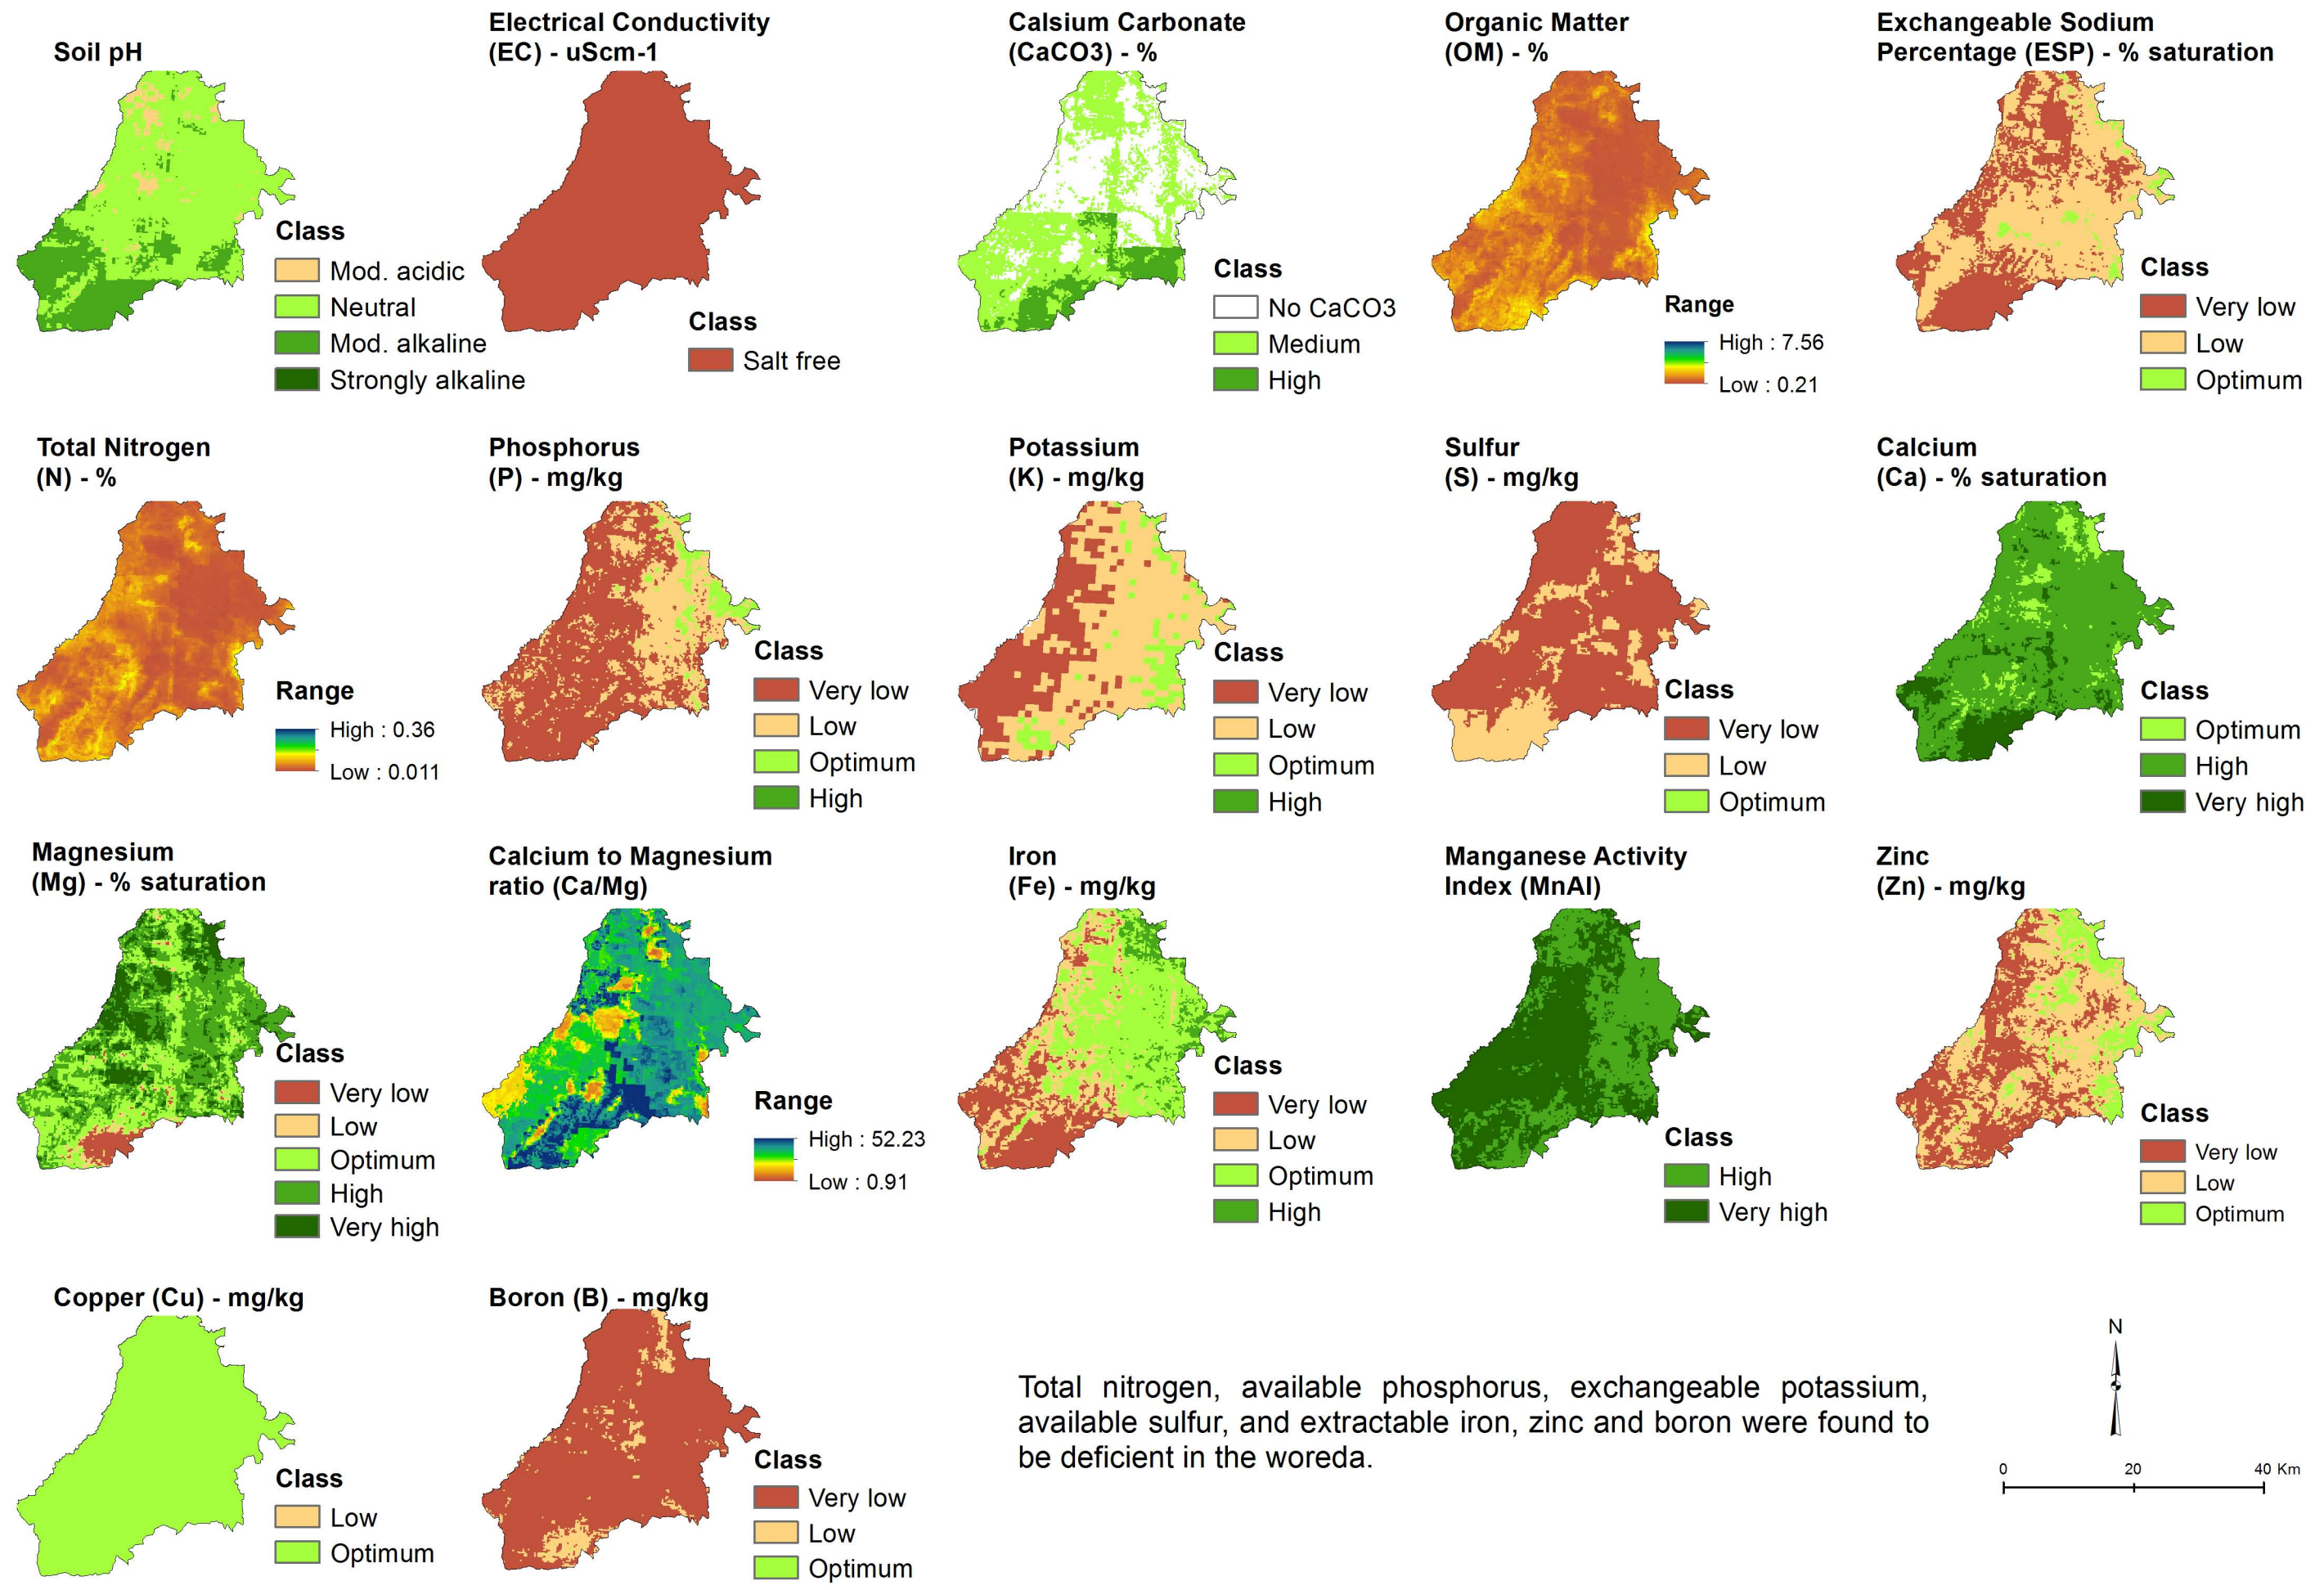 Soil pH
Class
Mod. acidic
Neutral
Mod. alkaline
Strongly alkaline
Electrical Conductivity
(EC) - uScm-1
Class
Salt free
Calsium Carbonate
(CaCO3) - %
Class
No CaCO3
Medium
High
Organic Matter
(OM) - %
Range
High : 7.56
Low : 0.21
Exchangeable Sodium
Percentage (ESP) - % saturation
Class
Very low
Low
Optimum
Total Nitrogen
(N) - %
Range
High : 0.36
Low : 0.011
Phosphorus
(P) - mg/kg
Class
Very low
Low
Optimum
High
Potassium
(K) - mg/kg
Class
Very low
Low
Optimum
High
Sulfur
(S) - mg/kg
Class
Very low
Low
Optimum
Calcium
(Ca) - % saturation
Class
Optimum
High
Very high
Magnesium
(Mg) - % saturation
Class
Very low
Low
Optimum
High
Very high
Calcium to Magnesium
ratio (Ca/Mg)
Range
High : 52.23
Low : 0.91
Iron
(Fe) - mg/kg
Class
Very low
Low
Optimum
High
Manganese Activity
Index (MnAI)
Class
High
Very high
Zinc
(Zn) - mg/kg
Class
Very low
Low
Optimum
Copper (Cu) - mg/kg
Class
Low
Optimum
Boron (B) - mg/kg
Class
Very low
Low
Optimum
Total nitrogen, available phosphorus, exchangeable potassium,
available sulfur, and extractable iron, zinc and boron were found to
be deficient in the woreda.
N
0 20 40 Km